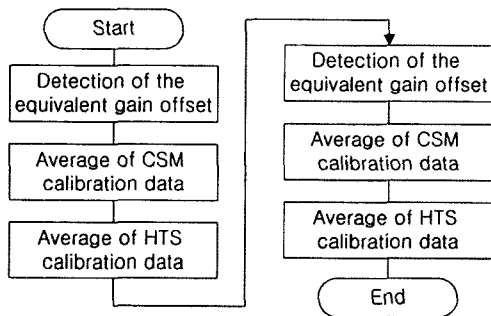 Start
Detection of the
equivalent gain offset
Average of CSM
calibration data
Average of HTS
calibration data
Detection of the
equivalent gain offset
Average of CSM
calibration data
Average of HTS
calibration data
End